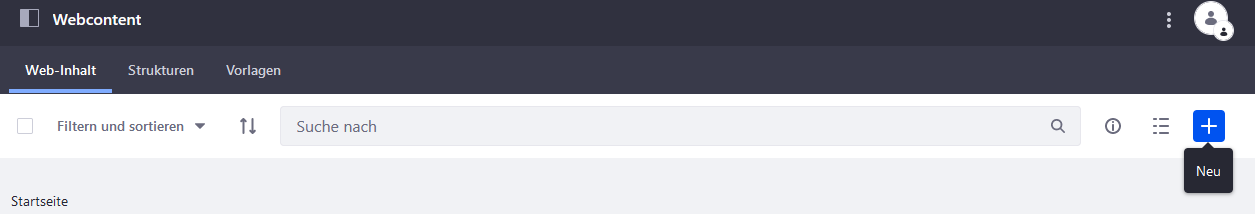 Webcontent
Web-Inhalt Strukturen Vorlagen
Filtern und sortieren Suche nach
Neu
Startseite